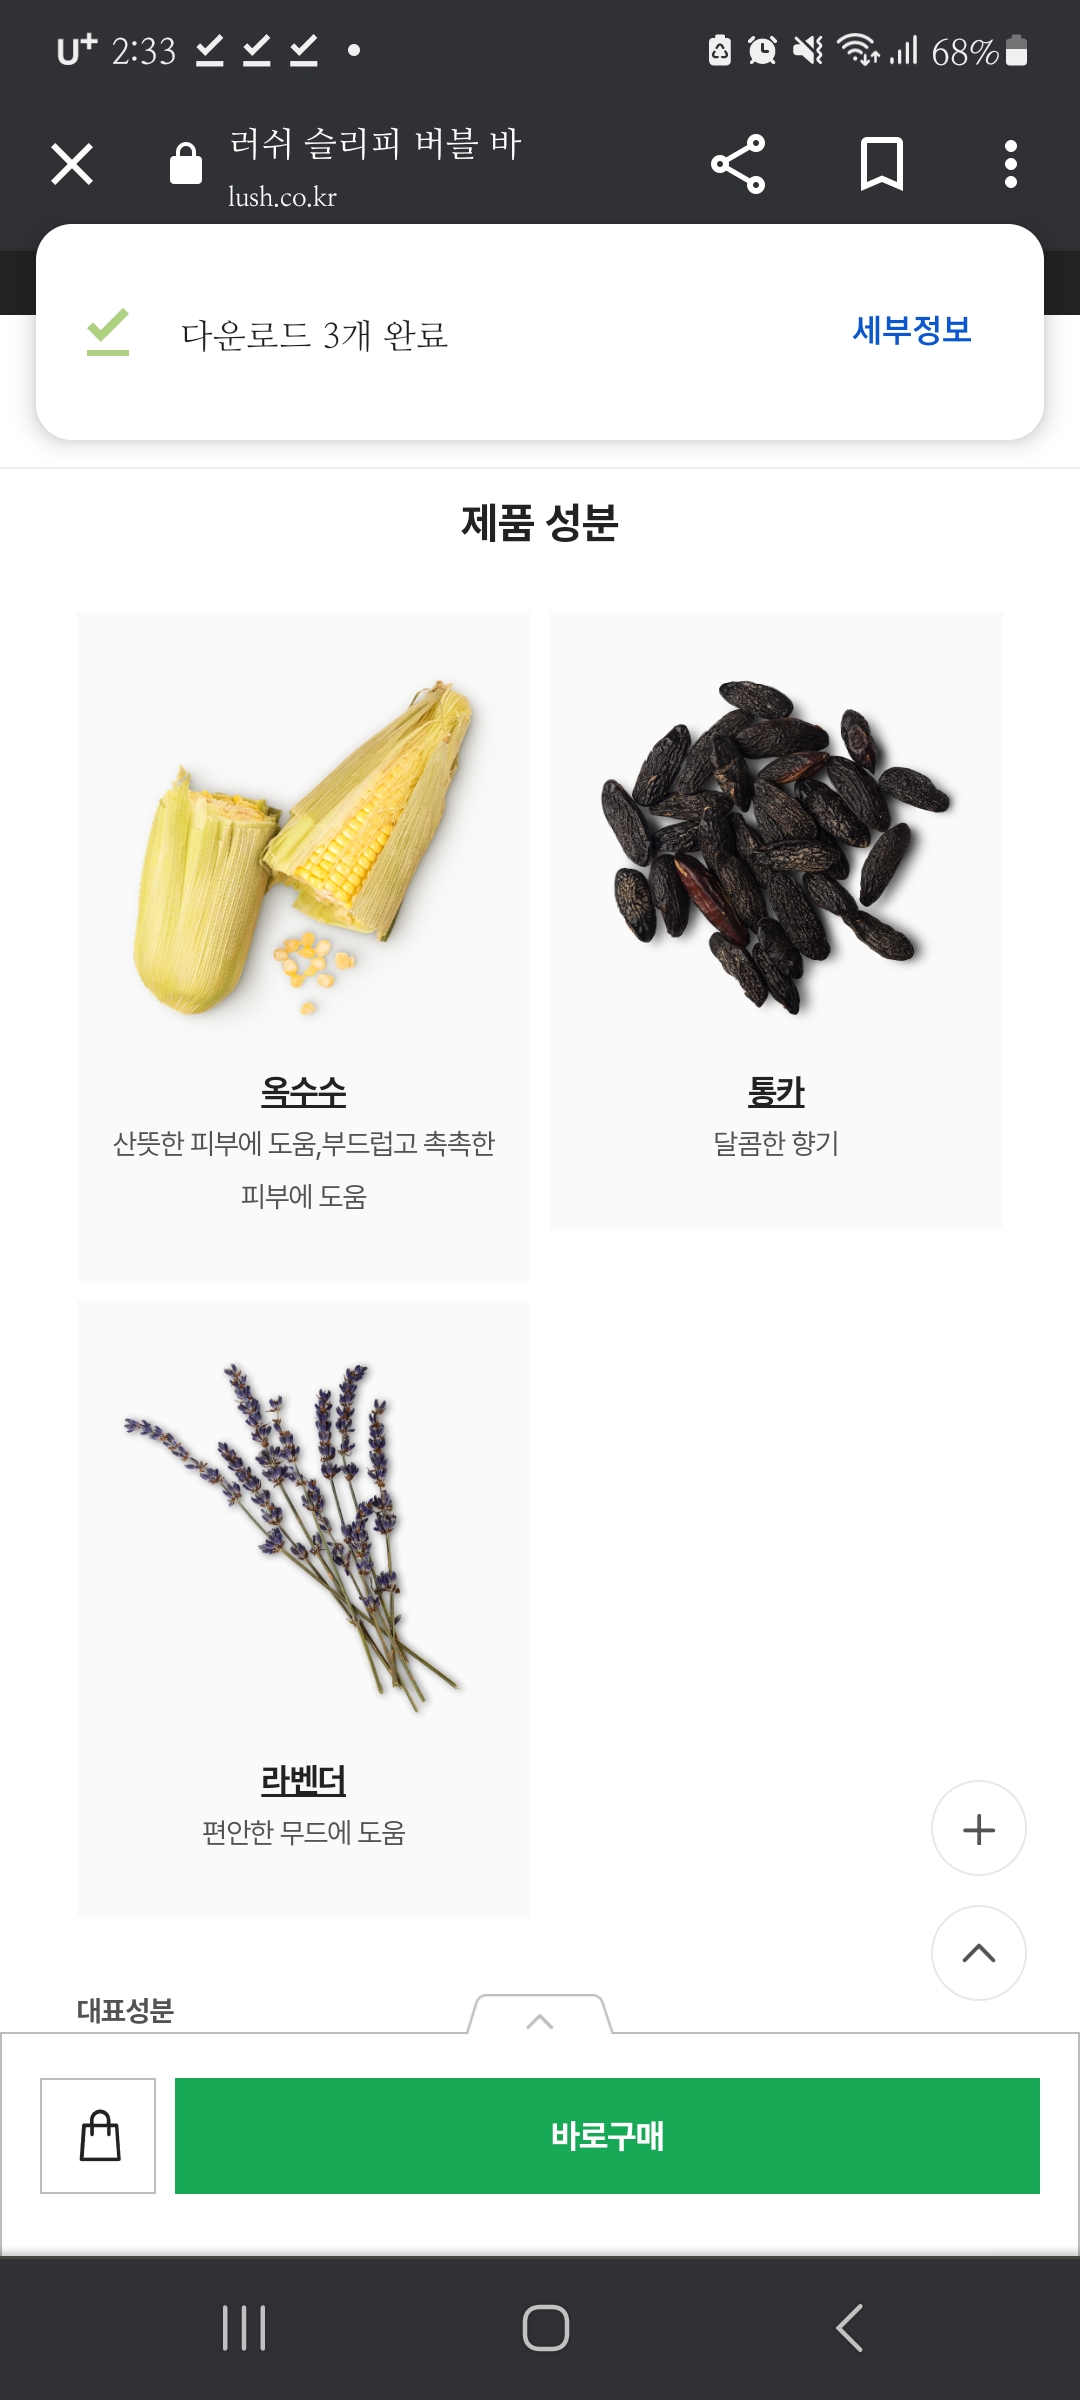 U+ 2:33 68%
러쉬 슬리피 버블 바
lush.co.kr
다운로드 3개 완료
세부정보
제품 성분
옥수수
산뜻한 피부에 도움,부드럽고 촉촉한
피부에 도움
통카
달콤한 향기
라벤더
편안한 무드에 도움
대표성분
바로구매